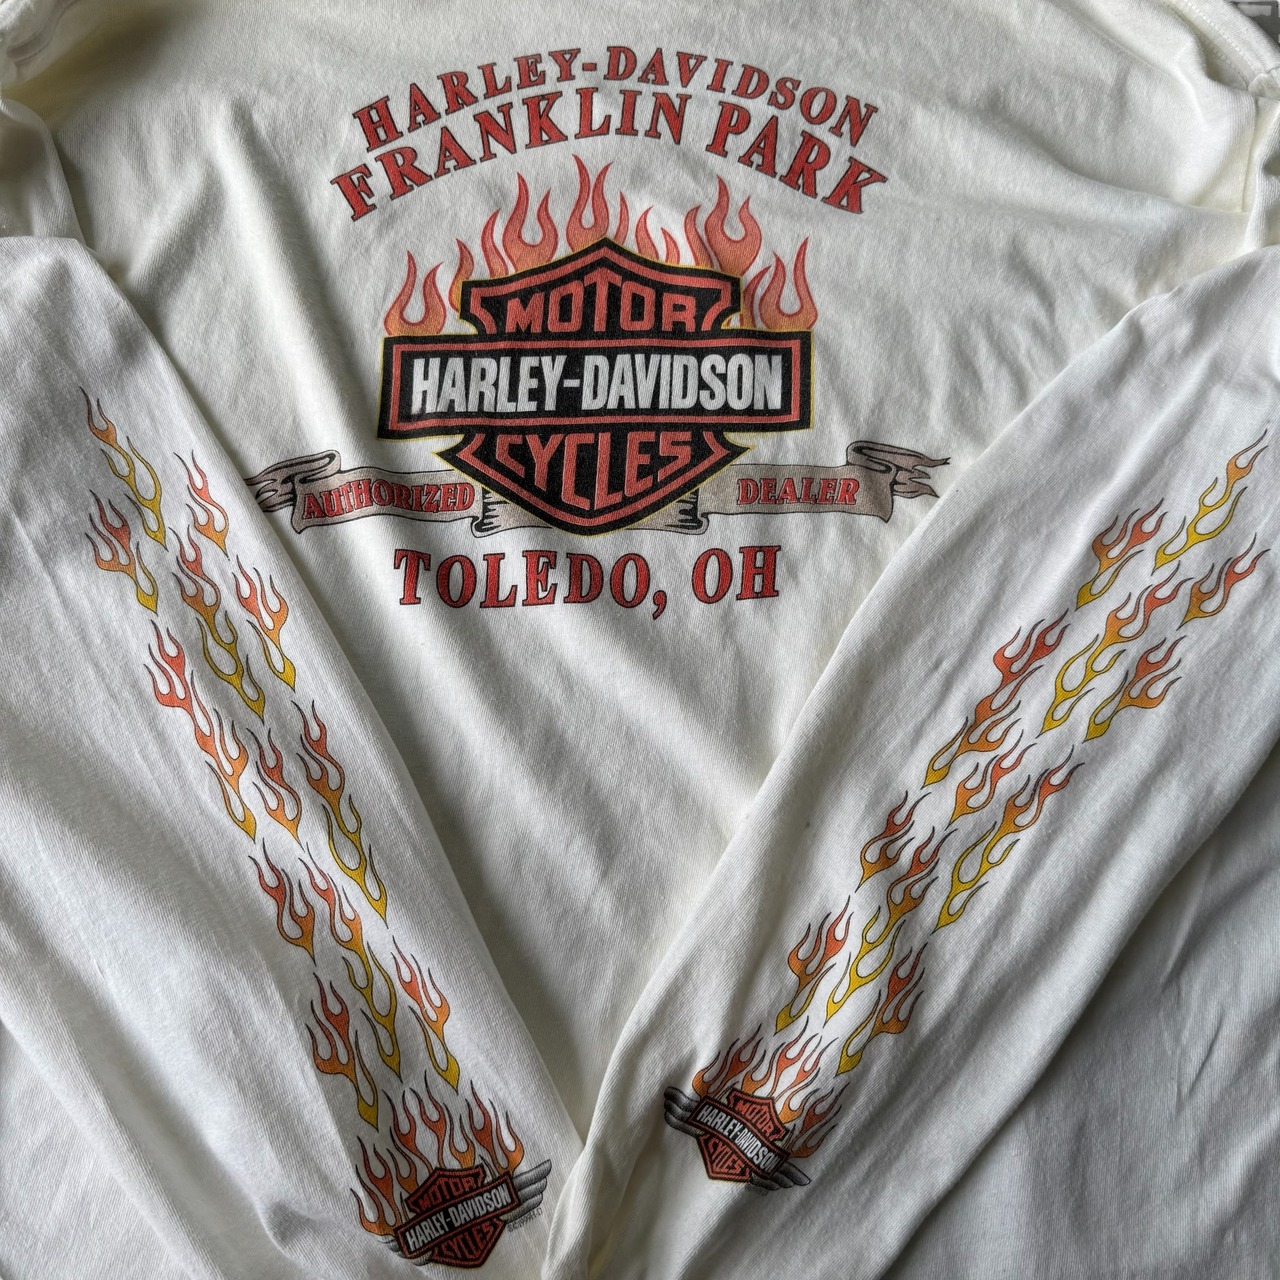 HARLEY-DAVIDSON
FRANKLIN PARK
MOTOR
HARLEY-DAVIDSON
CYCLES
AUTHORIZED DEALER
TOLEDO, OH
MOTOR
HARLEY-DAVIDSON
CYCLES
MOTOR
HARLEY-DAVIDSON
CYCLES